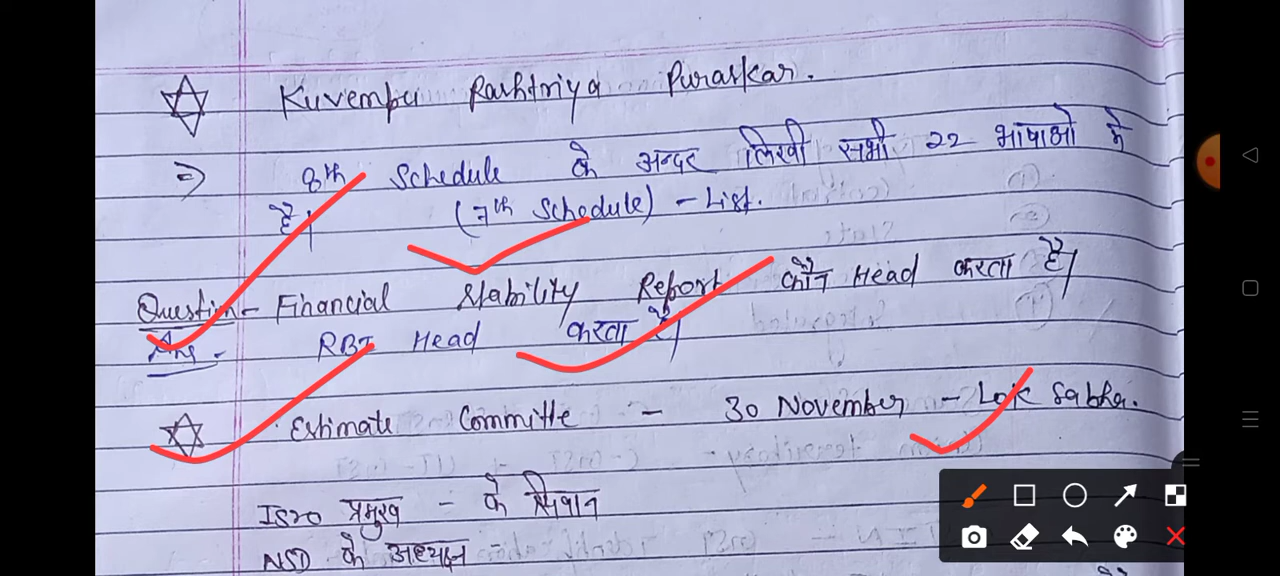 Kuvempu Rashtriya Puraskar.
⇒ 8th Schedule के अन्दर लिखी सभी 22 भाषाओ मे
है। (7th Schedule) - List.
Question - Financial Stability Report कौन Head करता है।
Ans - RBI Head करता है।
Estimate Committe - 30 November - Lok Sabha.
ISRO प्रमुख - के सिवान
NSD के अध्यक्ष -